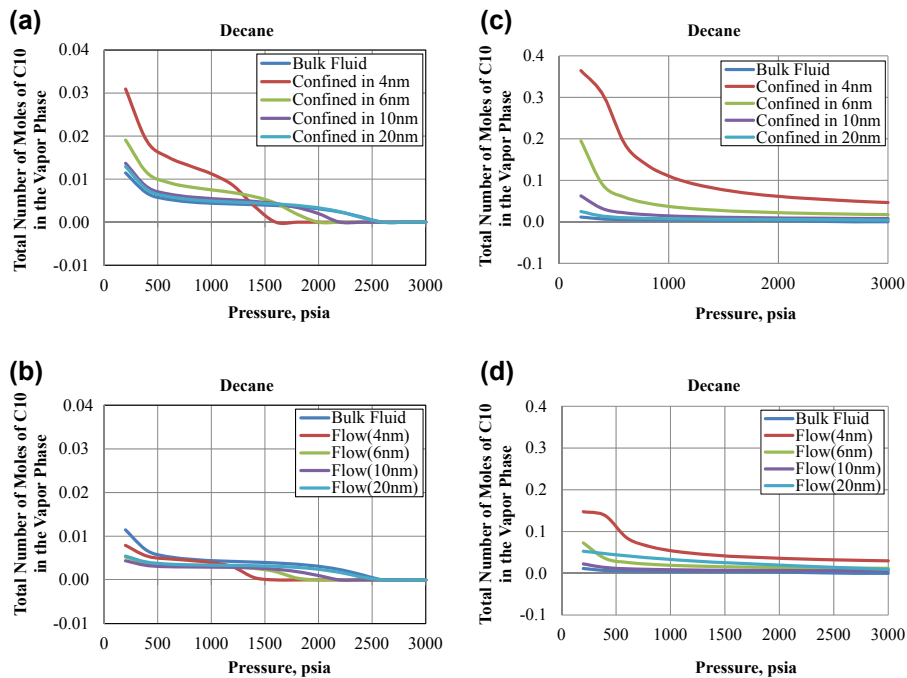 (a)
Decane
Total Number of Moles of C10
in the Vapor Phase
0.04
0.03
0.02
0.01
0.00
-0.01
Bulk Fluid
Confined in 4nm
Confined in 6nm
Confined in 10nm
Confined in 20nm
0 500 1000 1500 2000 2500 3000
Pressure, psia
(c)
Decane
Total Number of Moles of C10
in the Vapor Phase
0.4
0.3
0.2
0.1
0
-0.1
Bulk Fluid
Confined in 4nm
Confined in 6nm
Confined in 10nm
Confined in 20nm
0 1000 2000 3000
Pressure, psia
(b)
Decane
Total Number of Moles of C10
in the Vapor Phase
0.04
0.03
0.02
0.01
0.00
-0.01
Bulk Fluid
Flow(4nm)
Flow(6nm)
Flow(10nm)
Flow(20nm)
0 500 1000 1500 2000 2500 3000
Pressure, psia
(d)
Decane
Total Number of Moles of C10
in the Vapor Phase
0.4
0.3
0.2
0.1
0
-0.1
Bulk Fluid
Flow(4nm)
Flow(6nm)
Flow(10nm)
Flow(20nm)
0 500 1000 1500 2000 2500 3000
Pressure, psia